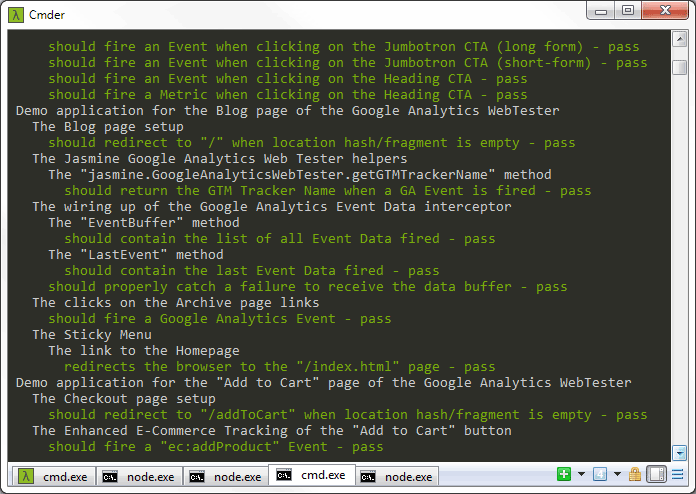 Cmder
should fire an Event when clicking on the Jumbotron CTA (long form) - pass
should fire an Event when clicking on the Jumbotron CTA (short-form) - pass
should fire an Event when clicking on the Heading CTA - pass
should fire a Metric when clicking on the Heading CTA - pass
Demo application for the Blog page of the Google Analytics WebTester
The Blog page setup
should redirect to "/" when location hash/fragment is empty - pass
The Jasmine Google Analytics Web Tester helpers
The "jasmine.GoogleAnalyticsWebTester.getGTMTrackerName" method
should return the GTM Tracker Name when a GA Event is fired - pass
The wiring up of the Google Analytics Event Data interceptor
The "EventBuffer" method
should contain the list of all Event Data fired - pass
The "LastEvent" method
should contain the last Event Data fired - pass
should properly catch a failure to receive the data buffer - pass
The clicks on the Archive page links
should fire a Google Analytics Event - pass
The Sticky Menu
The link to the Homepage
redirects the browser to the "/index.html" page - pass
Demo application for the "Add to Cart" page of the Google Analytics WebTester
The Checkout page setup
should redirect to "/addToCart" when location hash/fragment is empty - pass
The Enhanced E-Commerce Tracking of the "Add to Cart" button
should fire a "ec:addProduct" Event - pass
cmd.exe node.exe node.exe cmd.exe node.exe